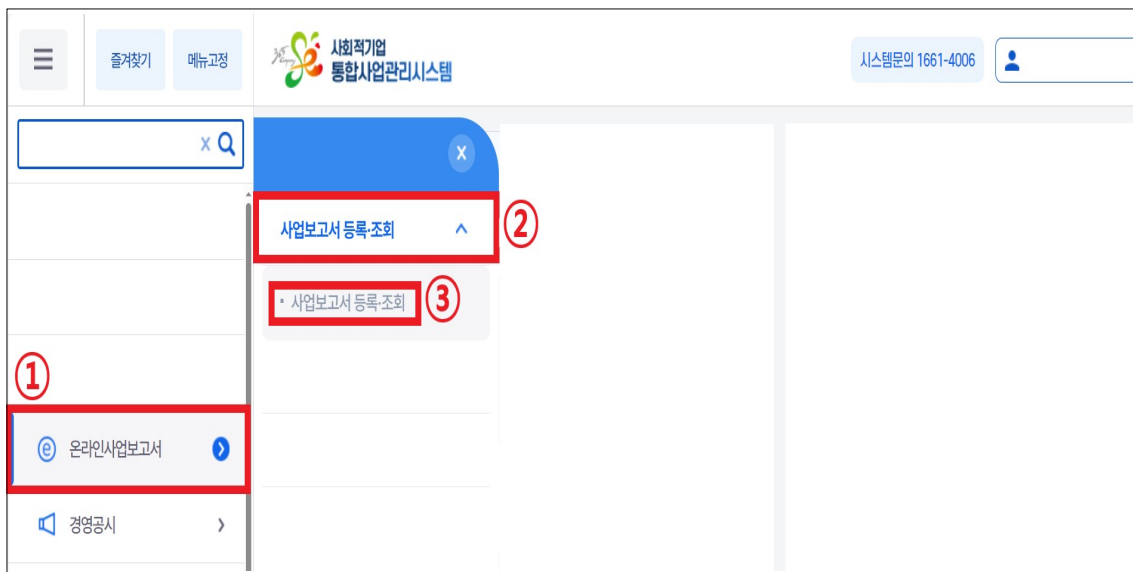 즐겨찾기
메뉴고정
사회적기업
통합사업관리시스템
시스템문의 1661-4006
x
x
사업보고서 등록·조회
②
사업보고서 등록·조회
③
①
온라인사업보고서
경영공시